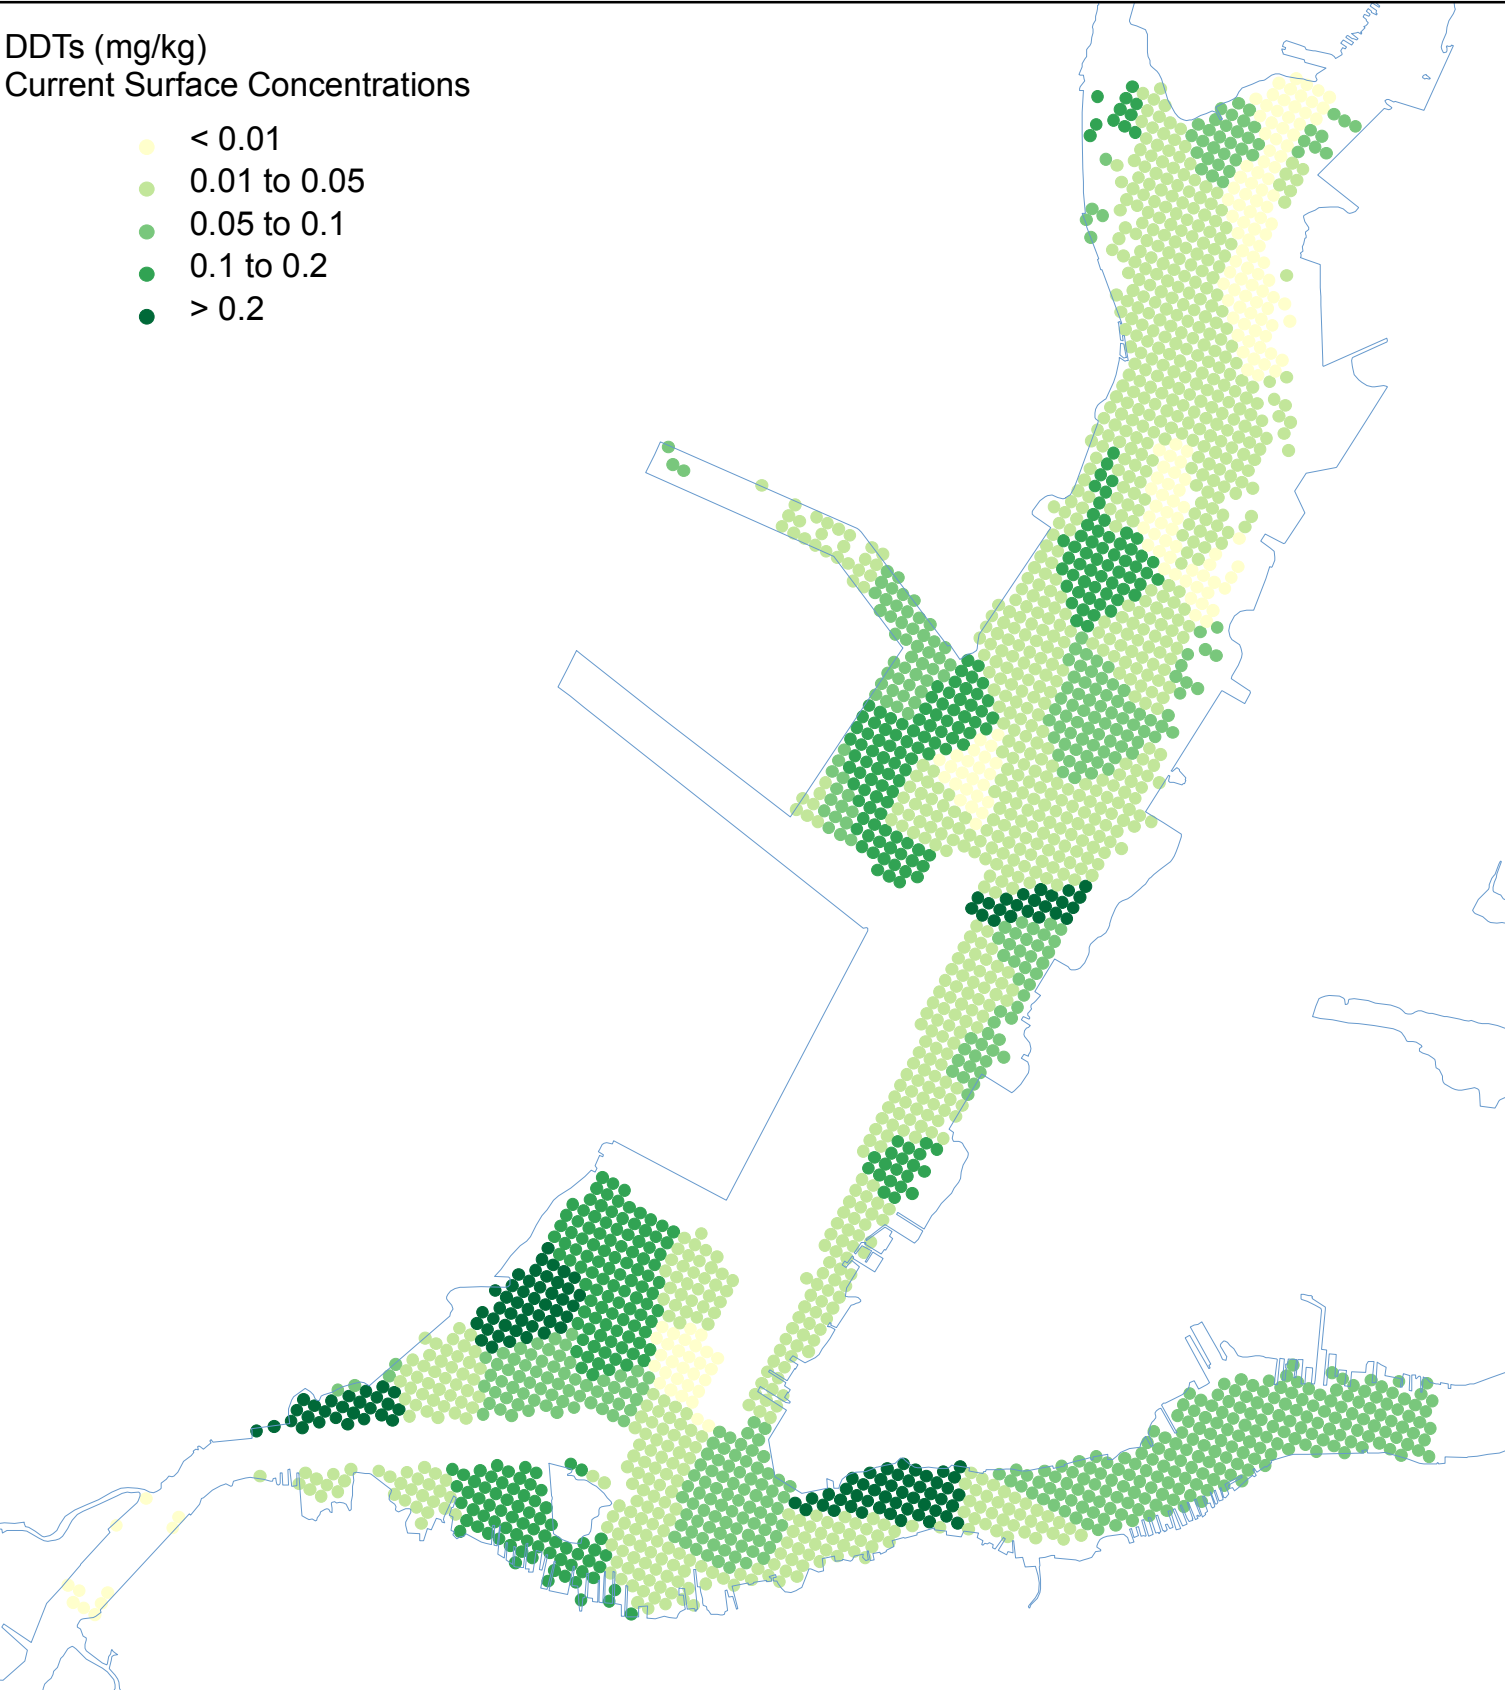 DDTs (mg/kg)
Current Surface Concentrations
< 0.01
0.01 to 0.05
0.05 to 0.1
0.1 to 0.2
> 0.2